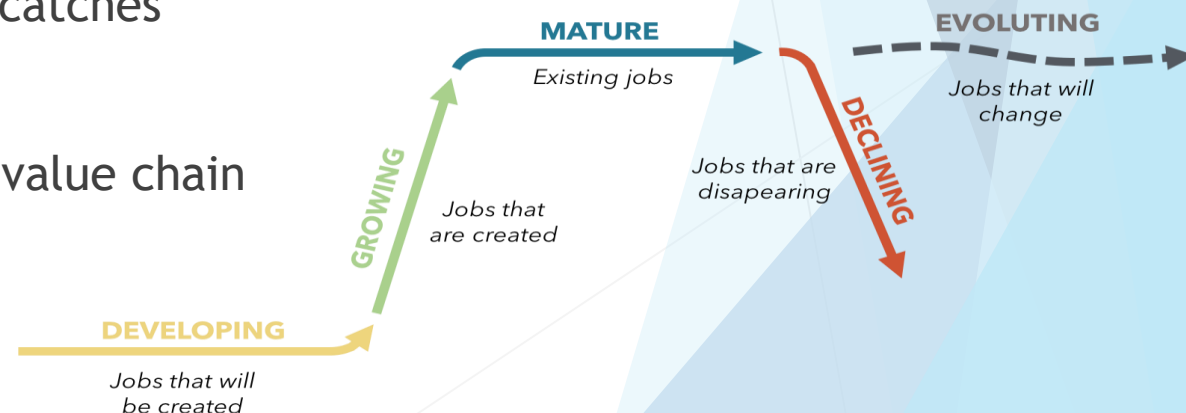 catches
value chain
DEVELOPING
Jobs that will
be created
GROWING
Jobs that
are created
MATURE
Existing jobs
DECLINING
Jobs that are
disapearing
EVOLUTING
Jobs that will
change